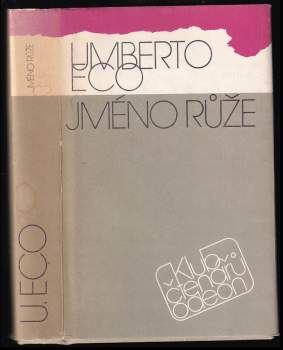 UMBERTO
ECO
JMÉNO RŮŽE
Klub
čtenářů
odeon
JMÉNO RŮŽE
U. ECO